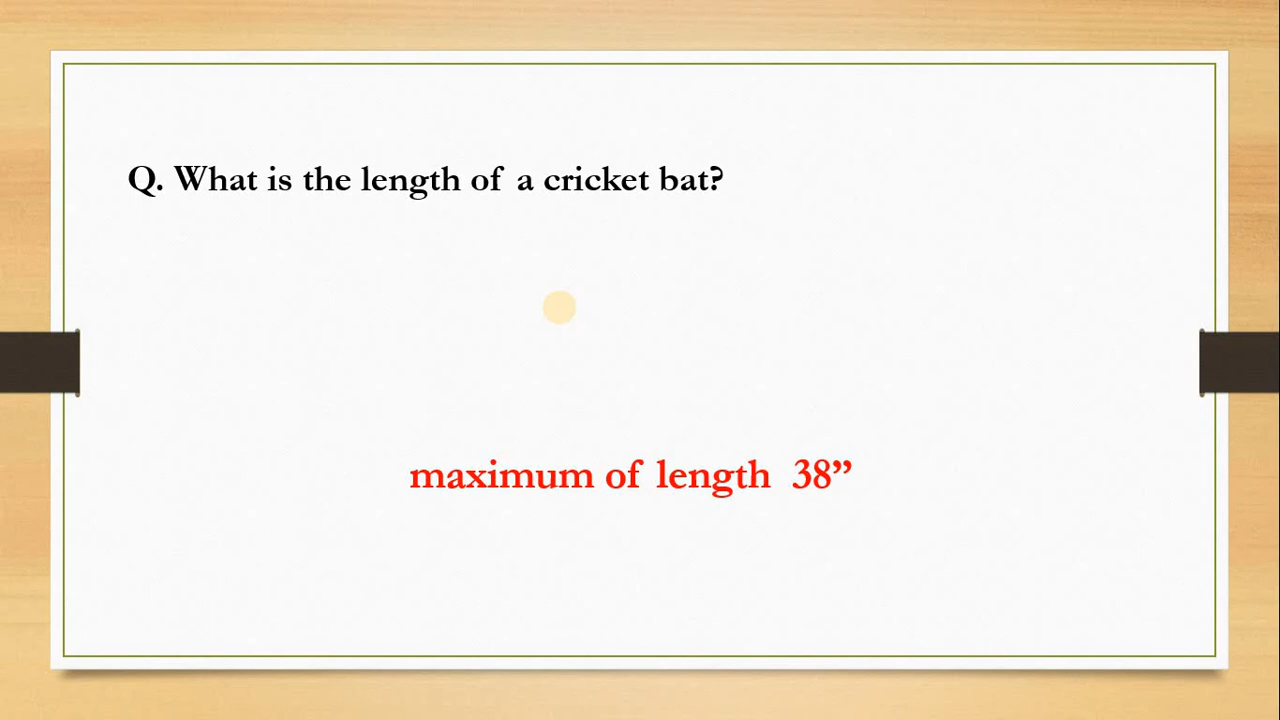 Q. What is the length of a cricket bat?
maximum of length 38”